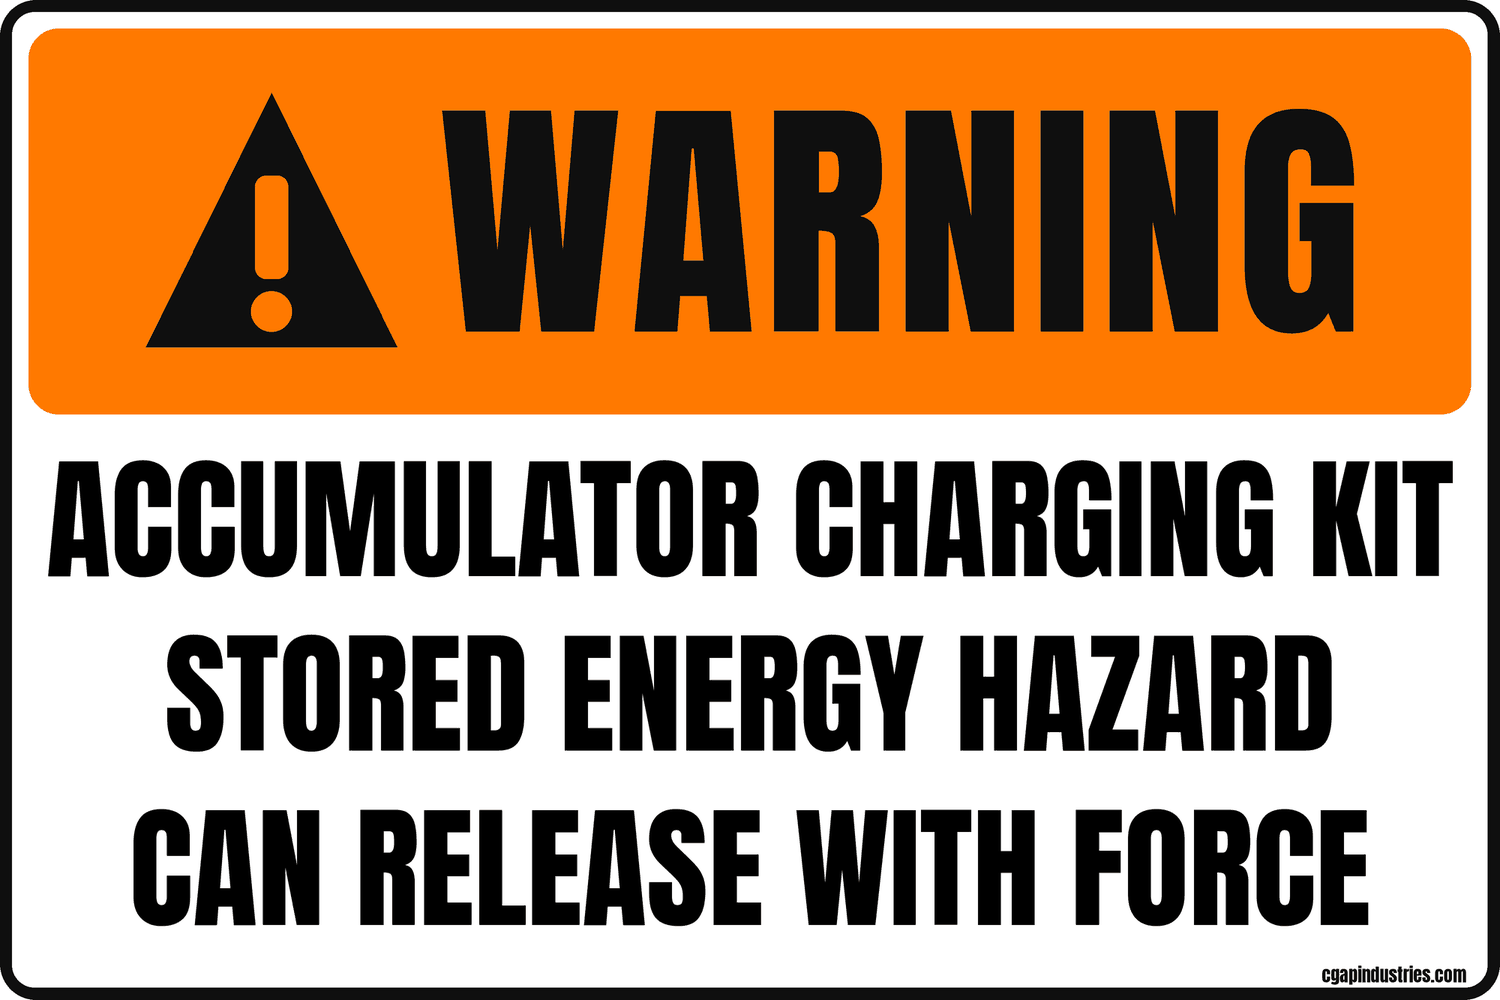 WARNING
ACCUMULATOR CHARGING KIT
STORED ENERGY HAZARD
CAN RELEASE WITH FORCE
cgapindustries.com